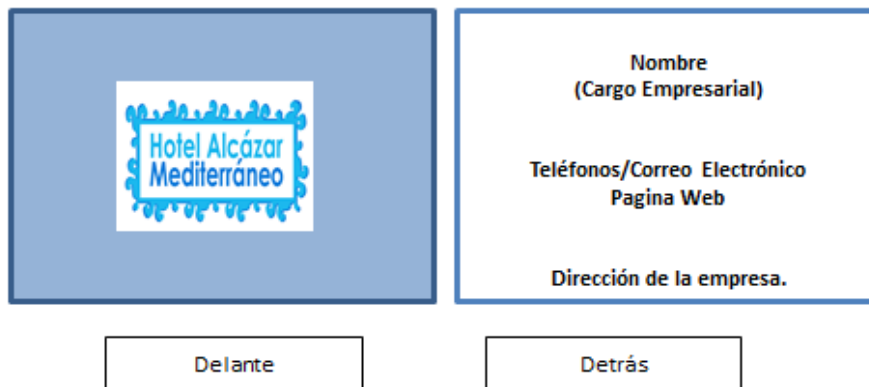 Hotel Alcázar
Mediterráneo
Nombre
(Cargo Empresarial)
Teléfonos/Correo Electrónico
Pagina Web
Dirección de la empresa.
Delante
Detrás